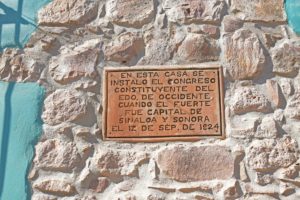 EN ESTA CASA SE
INSTALO EL CONGRESO
CONSTITUYENTE DEL
EDO. DE OCCIDENTE
CUANDO EL FUERTE
FUE CAPITAL DE
SINALOA Y SONORA
EL 12 DE SEP. DE 1824